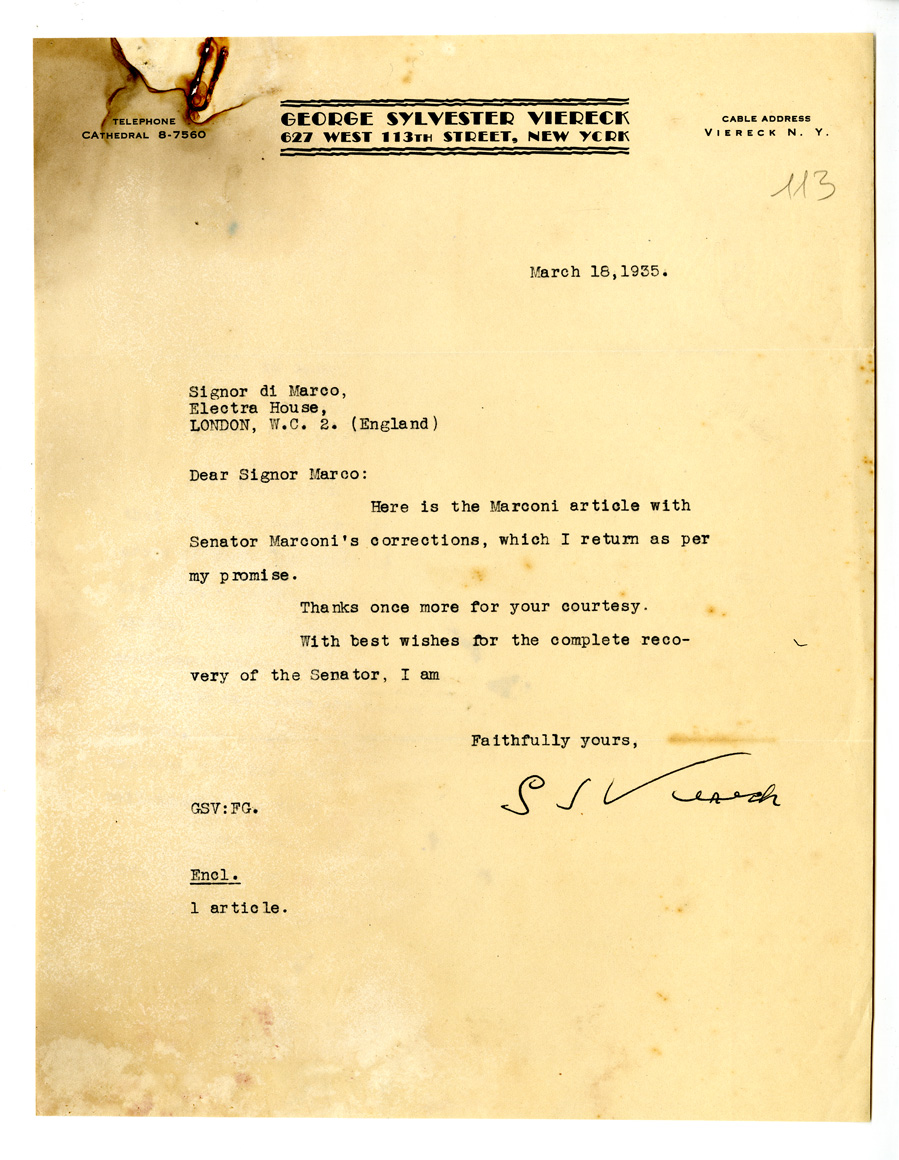 TELEPHONE
CATHEDRAL 8-7560
GEORGE SYLVESTER VIERECK
627 WEST 113TH STREET, NEW YORK
CABLE ADDRESS
VIERECK N. Y.
113
March 18,1935.
Signor di Marco,
Electra House,
LONDON, W.C. 2. (England)
Dear Signor Marco:
Here is the Marconi article with
Senator Marconi's corrections, which I return as per
my promise.
Thanks once more for your courtesy.
With best wishes for the complete reco-
very of the Senator, I am
Faithfully yours,
G S Viereck
GSV:FG.
Encl.
1 article.